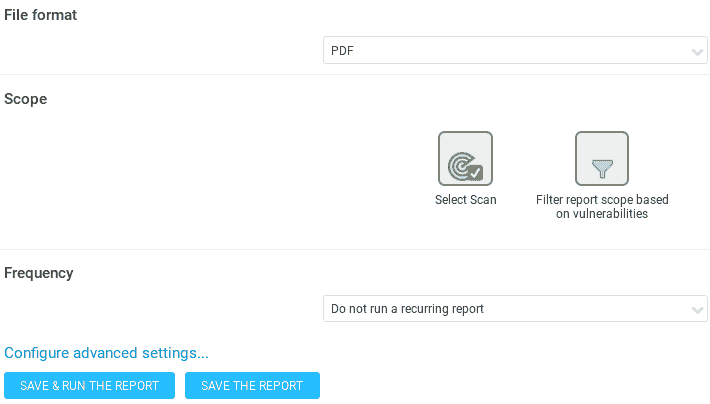 File format
PDF
Scope
Select Scan
Filter report scope based
on vulnerabilities
Frequency
Do not run a recurring report
Configure advanced settings...
SAVE & RUN THE REPORT
SAVE THE REPORT